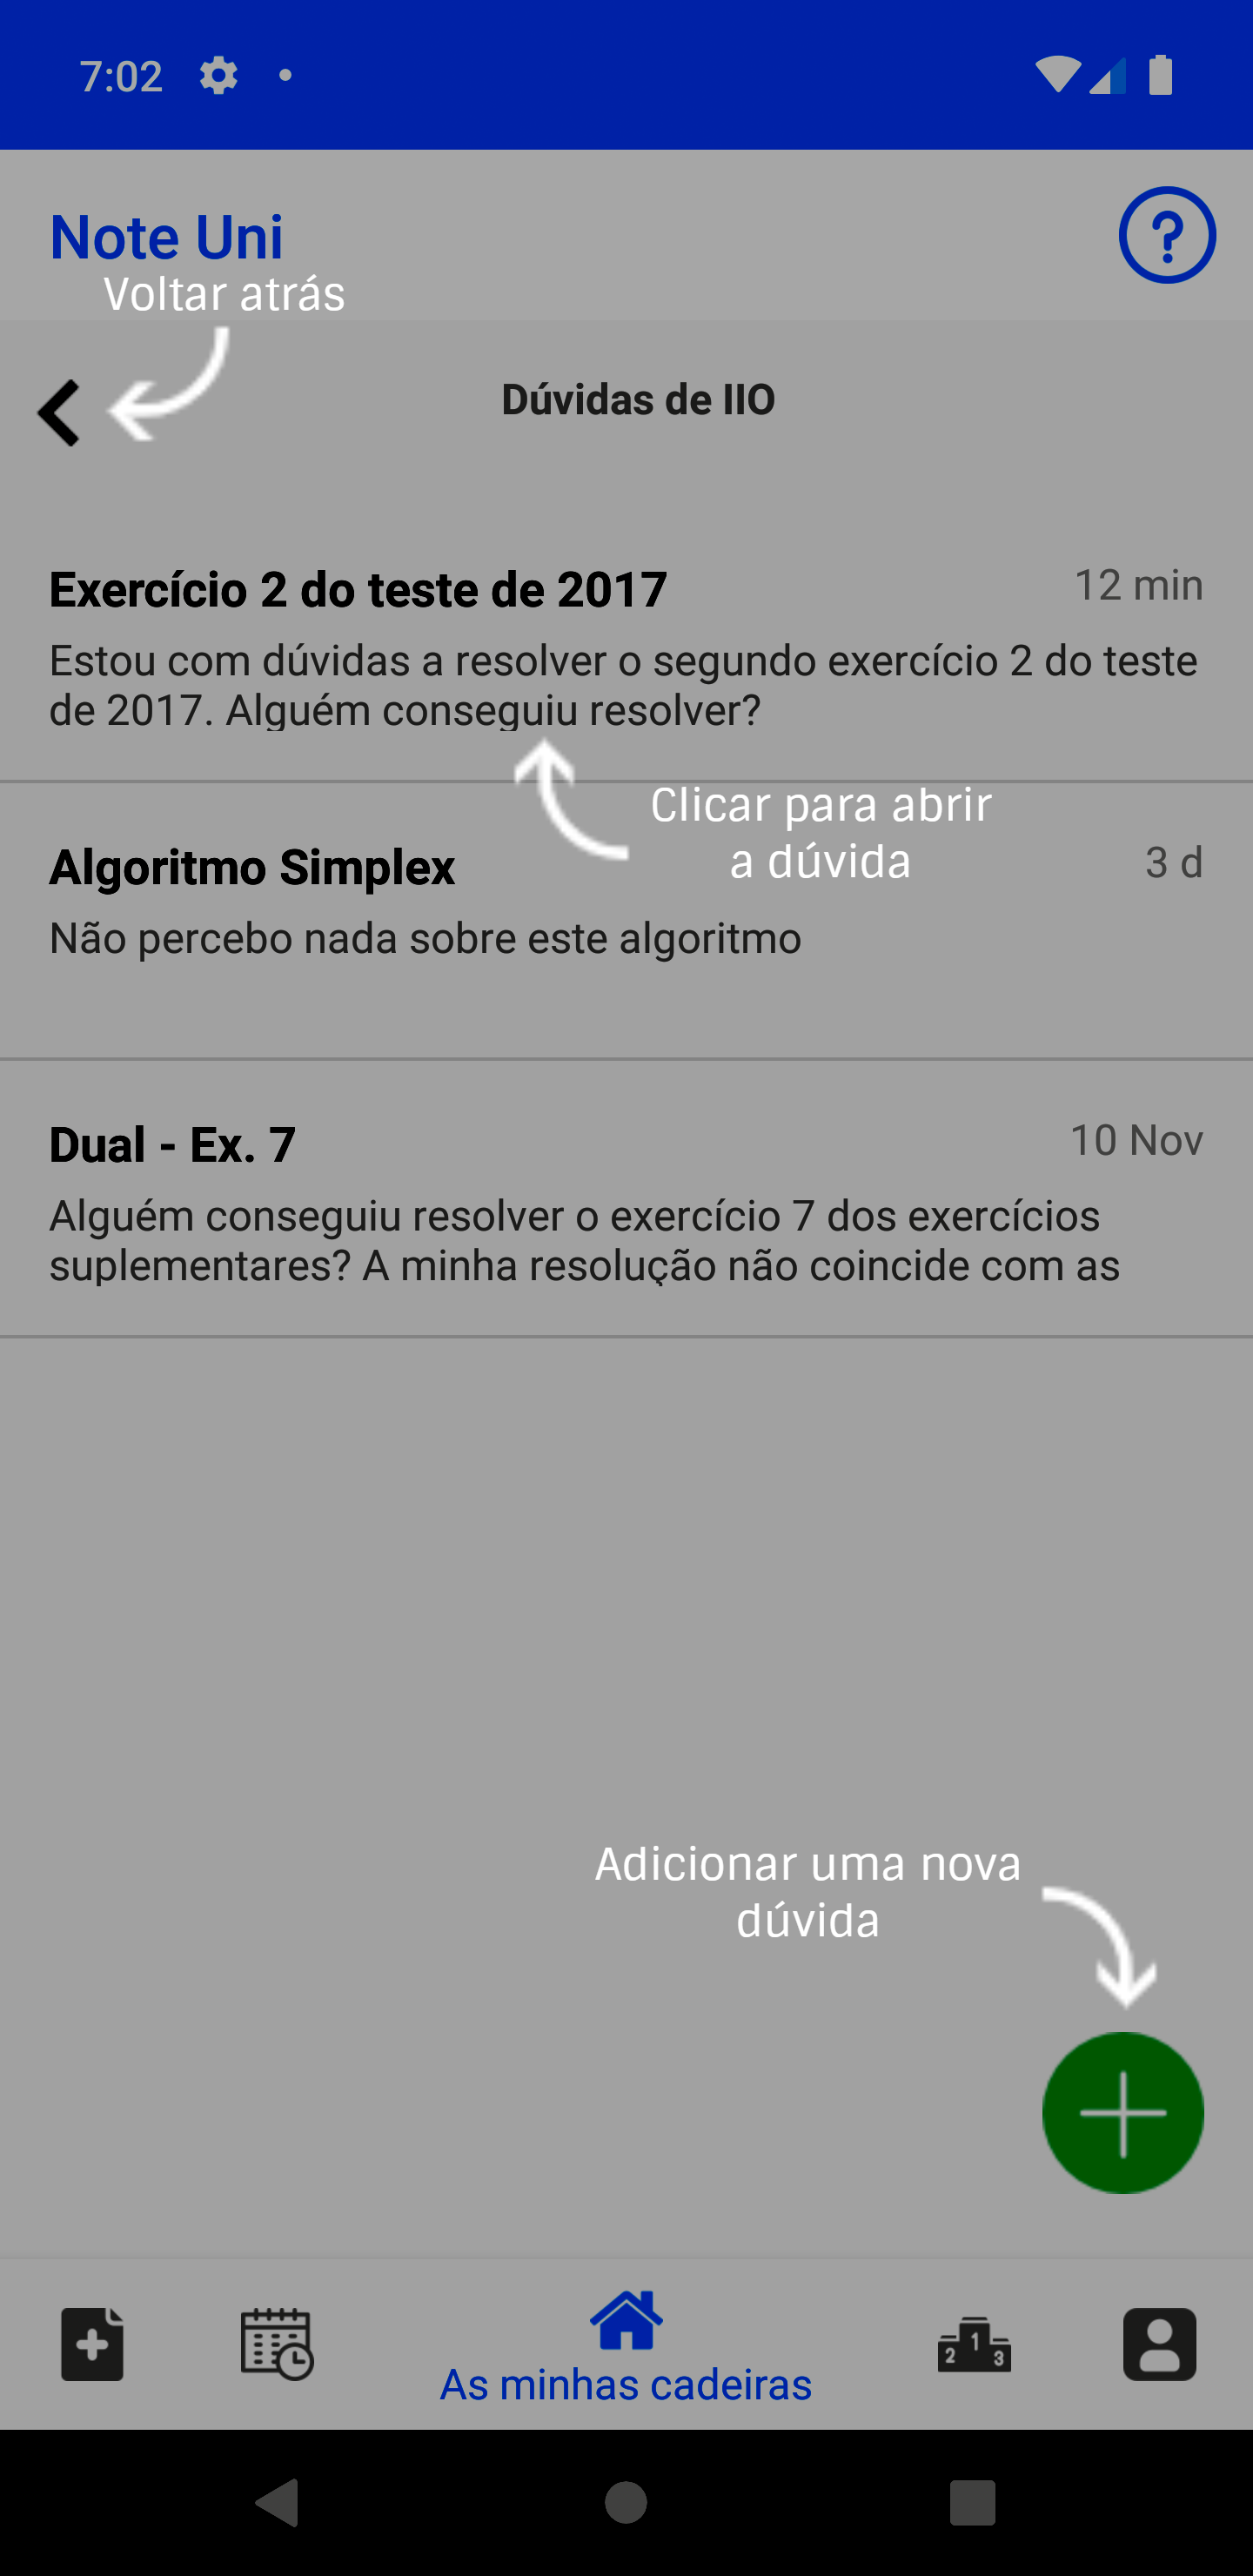 7:02
Note Uni
?
Voltar atrás
Dúvidas de IIO
Exercício 2 do teste de 2017
12 min
Estou com dúvidas a resolver o segundo exercício 2 do teste
de 2017. Alguém conseguiu resolver?
Clicar para abrir
a dúvida
Algoritmo Simplex
3 d
Não percebo nada sobre este algoritmo
Dual - Ex. 7
10 Nov
Alguém conseguiu resolver o exercício 7 dos exercícios
suplementares? A minha resolução não coincide com as
Adicionar uma nova
dúvida
2 1 3
As minhas cadeiras